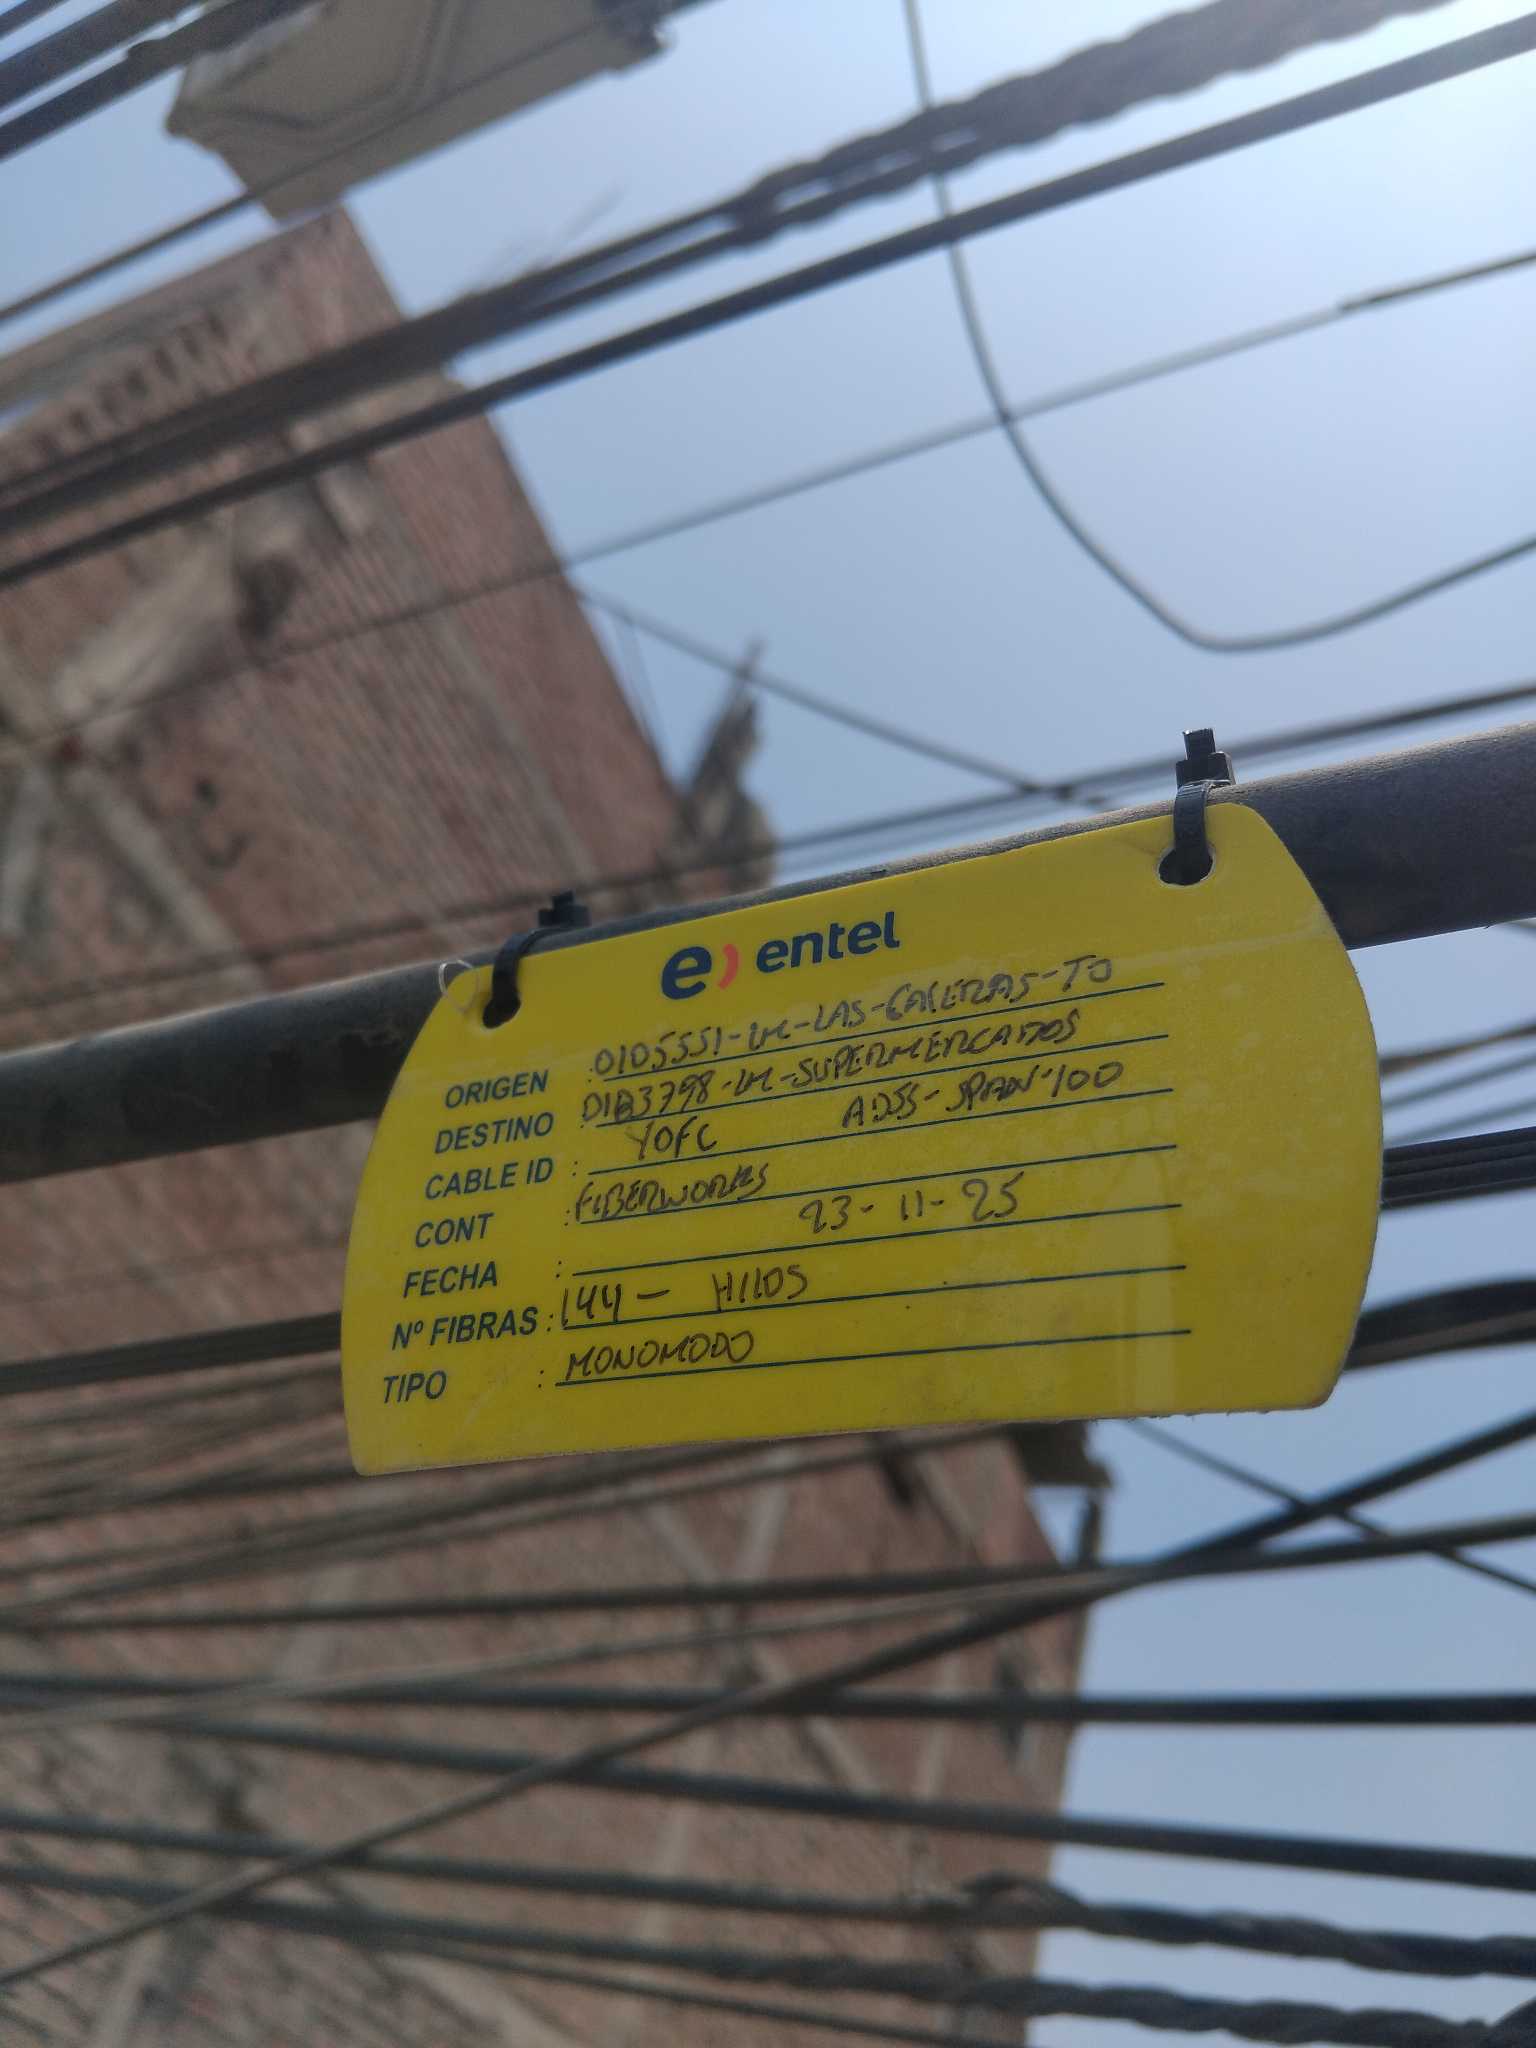 e) entel
ORIGEN : 0105551-LM-LAS-CASERAS-TO
DESTINO : 0183798-LM-SUPERMERCADOS
CABLE ID : YOFC ADSS-SPAN-100
CONT : FIBERWORKS
FECHA : 23-11-25
Nº FIBRAS : 144 - HILOS
TIPO : MONOMODO